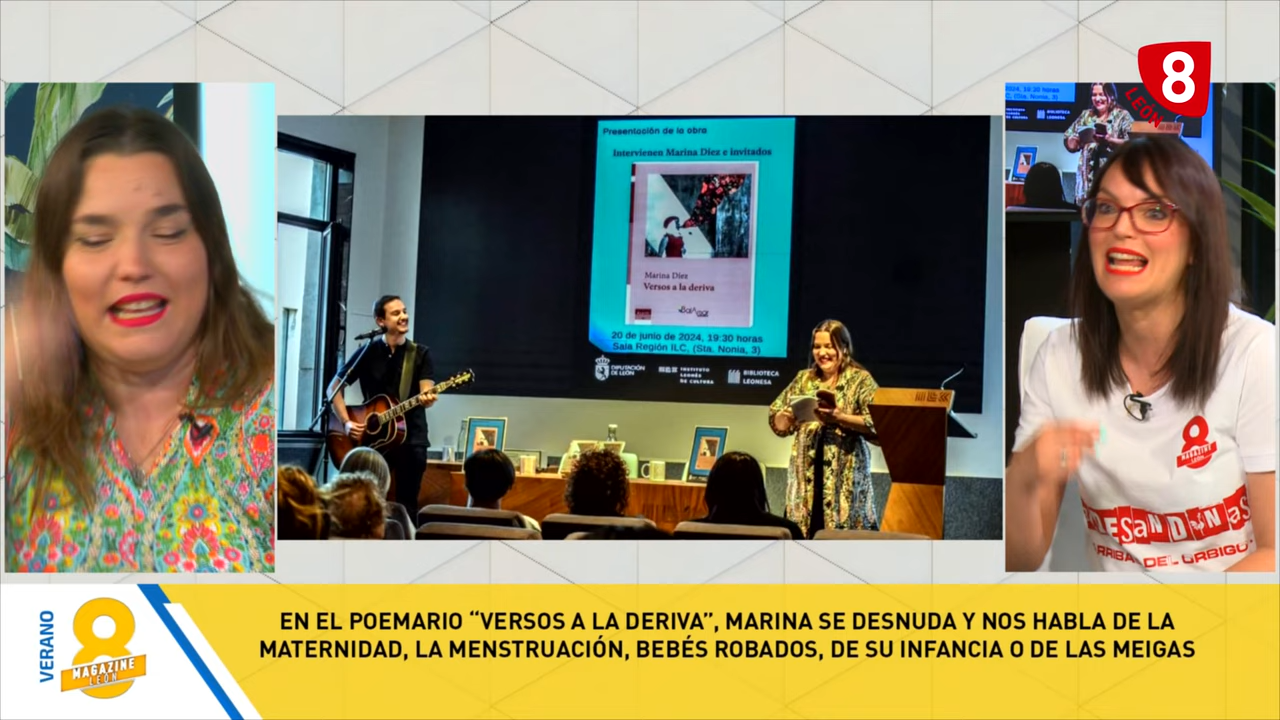 8
LEÓN
Presentación de la obra
Intervienen Marina Díez e invitados
Marina Díez
Versos a la deriva
20 de junio de 2024, 19:30 horas
Sala Región ILC, (Sta. Nonia, 3)
DIPUTACIÓN
DE LEÓN
INSTITUTO
LEONÉS
DE CULTURA
BIBLIOTECA
LEONESA
8
MAGAZINE
LEÓN
ARRIBA DEL ÓRBIGO
VERANO
8
MAGAZINE
LEÓN
EN EL POEMARIO “VERSOS A LA DERIVA”, MARINA SE DESNUDA Y NOS HABLA DE LA
MATERNIDAD, LA MENSTRUACIÓN, BEBÉS ROBADOS, DE SU INFANCIA O DE LAS MEIGAS